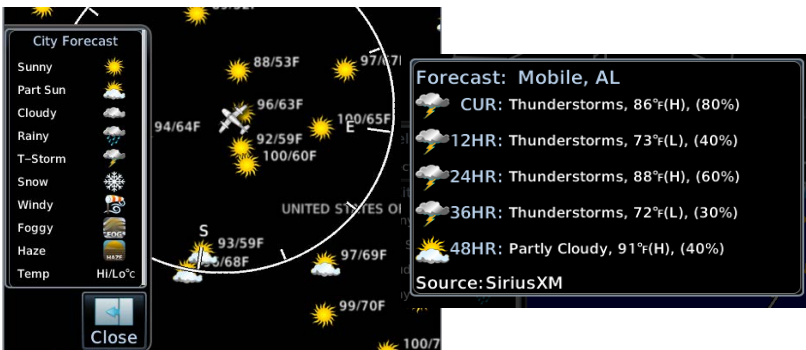 City Forecast
Sunny
Part Sun
Cloudy
Rainy
T-Storm
Snow
Windy
Foggy
Haze
HAZE
Temp Hi/Lo°c
Close
88/53F
97/67F
96/63F
94/64F
100/65F
E
92/59F
100/60F
UNITED STATES
S
93/59F
/68F
97/69F
99/70F
100/7
Forecast: Mobile, AL
CUR: Thunderstorms, 86°F(H), (80%)
12HR: Thunderstorms, 73°F(L), (40%)
24HR: Thunderstorms, 88°F(H), (60%)
36HR: Thunderstorms, 72°F(L), (30%)
48HR: Partly Cloudy, 91°F(H), (40%)
Source:SiriusXM